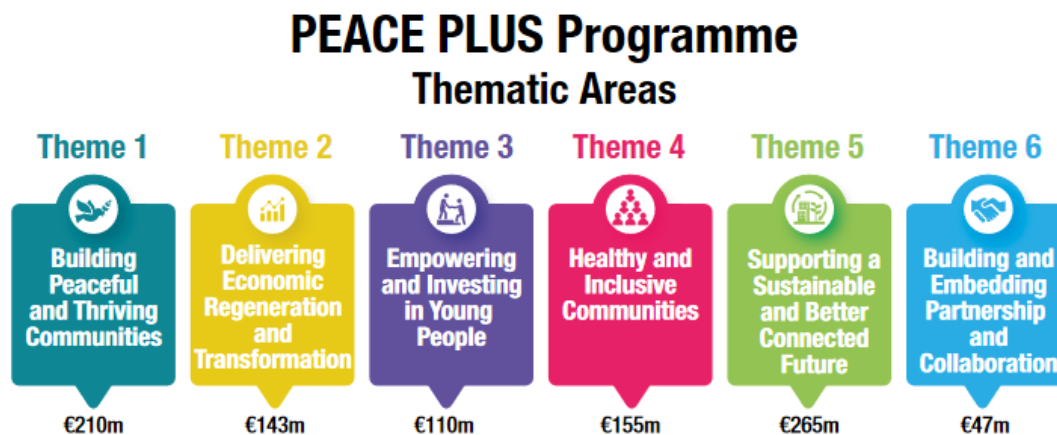 PEACE PLUS Programme
Thematic Areas
Theme 1
Building
Peaceful
and Thriving
Communities
€210m
Theme 2
Delivering
Economic
Regeneration
and
Transformation
€143m
Theme 3
Empowering
and Investing
in Young
People
€110m
Theme 4
Healthy and
Inclusive
Communities
€155m
Theme 5
Supporting a
Sustainable
and Better
Connected
Future
€265m
Theme 6
Building and
Embedding
Partnership
and
Collaboration
€47m